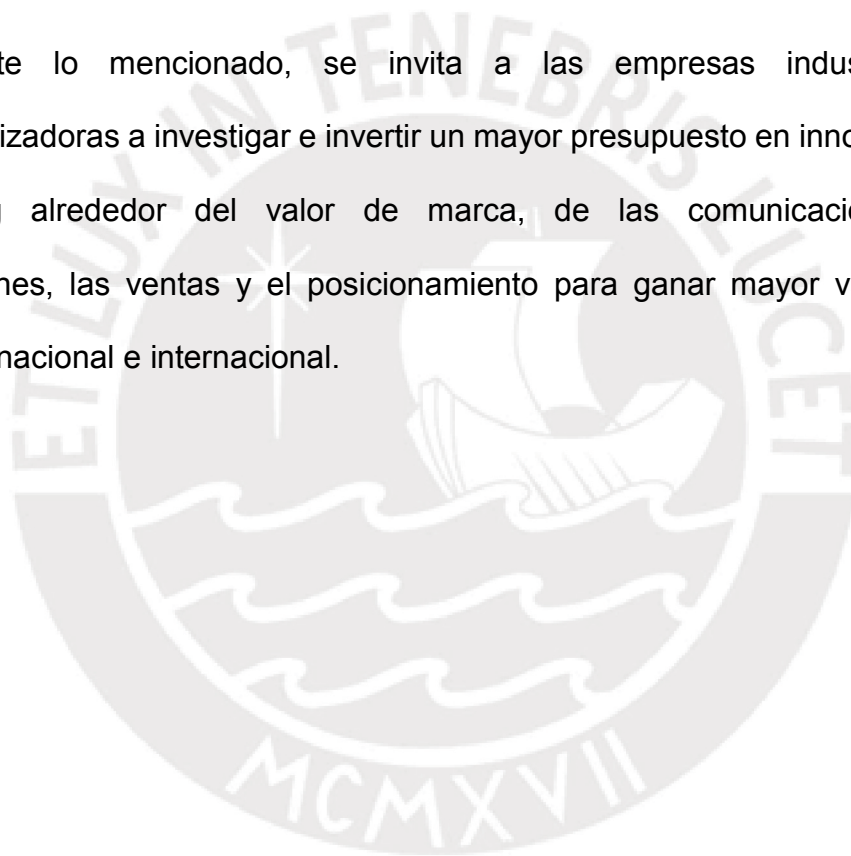 te lo mencionado, se invita a las empresas indus
izadoras a investigar e invertir un mayor presupuesto en inno
alrededor del valor de marca, de las comunicaci
nes, las ventas y el posicionamiento para ganar mayor v
nacional e internacional.
ET LUX IN TENEBRIS LUCET
MCMXVII